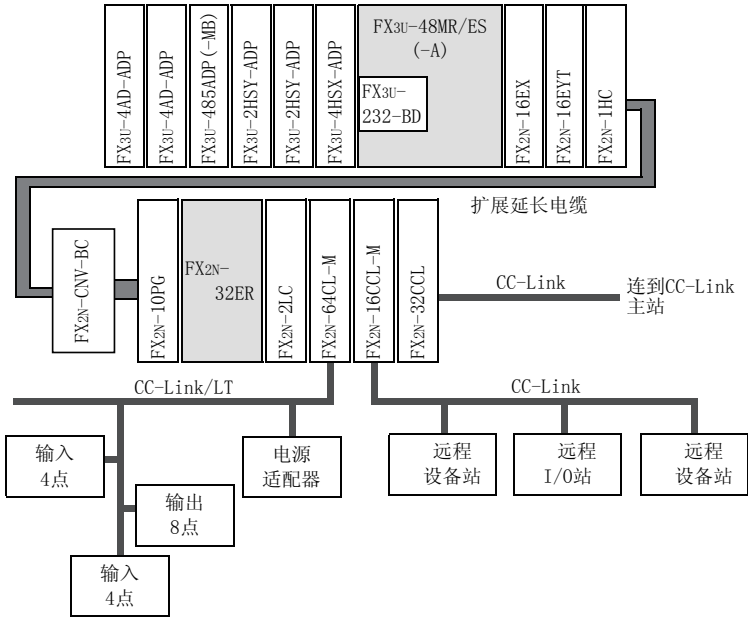 FX3U-4AD-ADP
FX3U-4AD-ADP
FX3U-485ADP(-MB)
FX3U-2HSY-ADP
FX3U-2HSY-ADP
FX3U-4HSX-ADP
FX3U-48MR/ES
(-A)
FX3U-
232-BD
FX2N-16EX
FX2N-16EYT
FX2N-1HC
扩展延长电缆
FX2N-CNV-BC
FX2N-10PG
FX2N-
32ER
FX2N-2LC
FX2N-64CL-M
FX2N-16CCL-M
FX2N-32CCL
CC-Link
连到CC-Link
主站
CC-Link/LT
CC-Link
输入
4点
电源
适配器
远程
设备站
远程
I/O站
远程
设备站
输出
8点
输入
4点